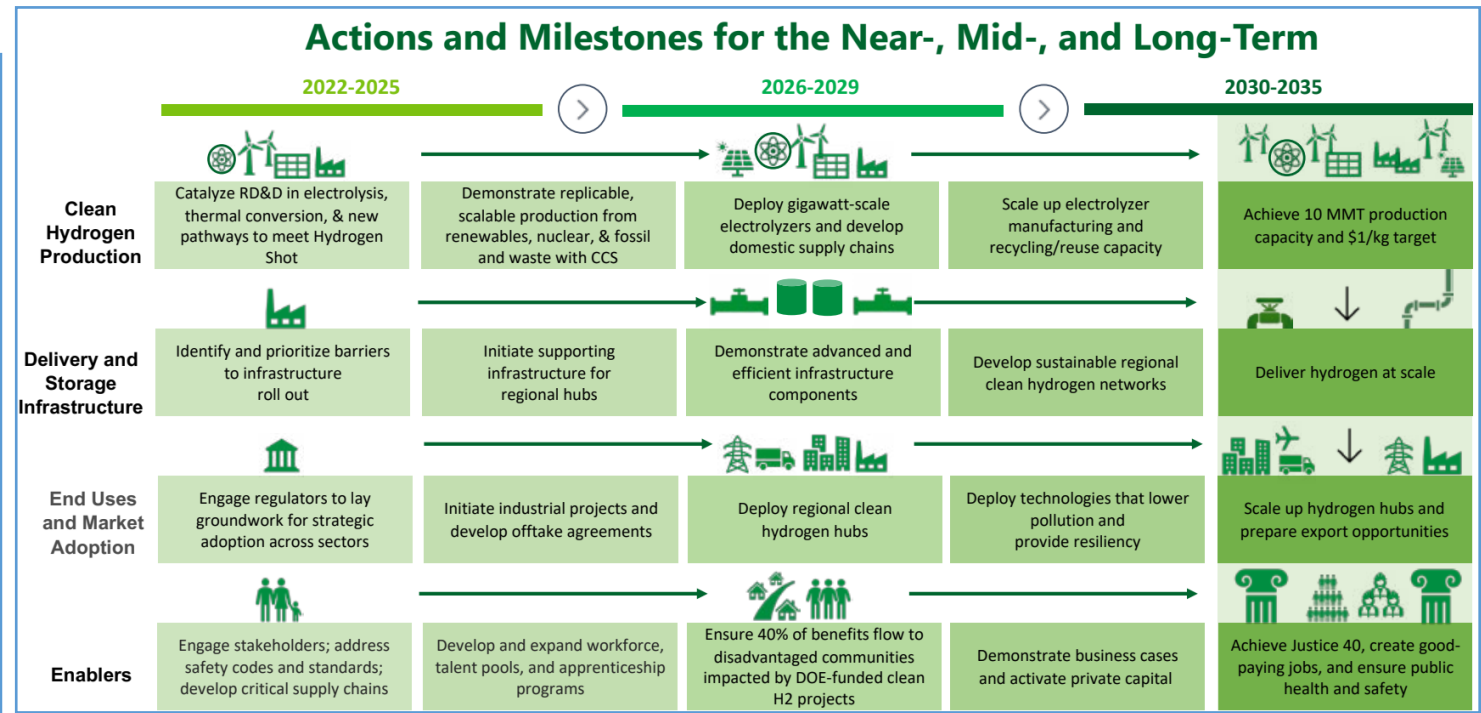 Actions and Milestones for the Near-, Mid-, and Long-Term
2022-2025
2026-2029
2030-2035
Clean
Hydrogen
Production
Catalyze RD&D in electrolysis,
thermal conversion, & new
pathways to meet Hydrogen
Shot
Demonstrate replicable,
scalable production from
renewables, nuclear, & fossil
and waste with CCS
Deploy gigawatt-scale
electrolyzers and develop
domestic supply chains
Scale up electrolyzer
manufacturing and
recycling/reuse capacity
Achieve 10 MMT production
capacity and $1/kg target
Delivery and
Storage
Infrastructure
Identify and prioritize barriers
to infrastructure
roll out
Initiate supporting
infrastructure for
regional hubs
Demonstrate advanced and
efficient infrastructure
components
Develop sustainable regional
clean hydrogen networks
Deliver hydrogen at scale
End Uses
and Market
Adoption
Engage regulators to lay
groundwork for strategic
adoption across sectors
Initiate industrial projects and
develop offtake agreements
Deploy regional clean
hydrogen hubs
Deploy technologies that lower
pollution and
provide resiliency
Scale up hydrogen hubs and
prepare export opportunities
Enablers
Engage stakeholders; address
safety codes and standards;
develop critical supply chains
Develop and expand workforce,
talent pools, and apprenticeship
programs
Ensure 40% of benefits flow to
disadvantaged communities
impacted by DOE-funded clean
H2 projects
Demonstrate business cases
and activate private capital
Achieve Justice 40, create good-
paying jobs, and ensure public
health and safety